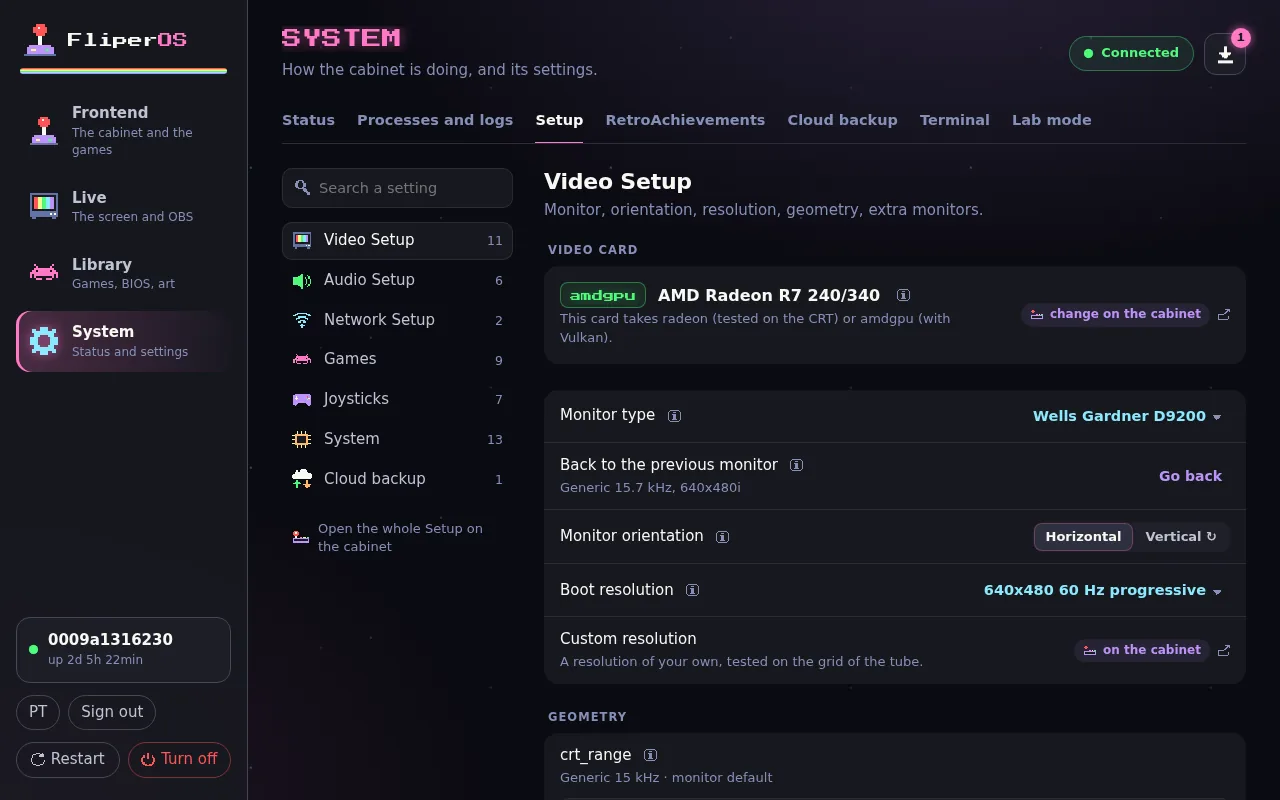 FliperOS
Frontend
The cabinet and the
games
Live
The screen and OBS
Library
Games, BIOS, art
System
Status and settings
0009a1316230
up 2d 5h 22min
PT
Sign out
Restart
Turn off
SYSTEM
How the cabinet is doing, and its settings.
Connected
1
Status
Processes and logs
Setup
RetroAchievements
Cloud backup
Terminal
Lab mode
Search a setting
Video Setup 11
Audio Setup 6
Network Setup 2
Games 9
Joysticks 7
System 13
Cloud backup 1
Open the whole Setup on
the cabinet
Video Setup
Monitor, orientation, resolution, geometry, extra monitors.
VIDEO CARD
amdgpu AMD Radeon R7 240/340
This card takes radeon (tested on the CRT) or amdgpu (with
Vulkan).
change on the cabinet
Monitor type
Wells Gardner D9200
Back to the previous monitor
Generic 15.7 kHz, 640x480i
Go back
Monitor orientation
Horizontal
Vertical ↻
Boot resolution
640x480 60 Hz progressive
Custom resolution
A resolution of your own, tested on the grid of the tube.
on the cabinet
GEOMETRY
crt_range
Generic 15 kHz · monitor default